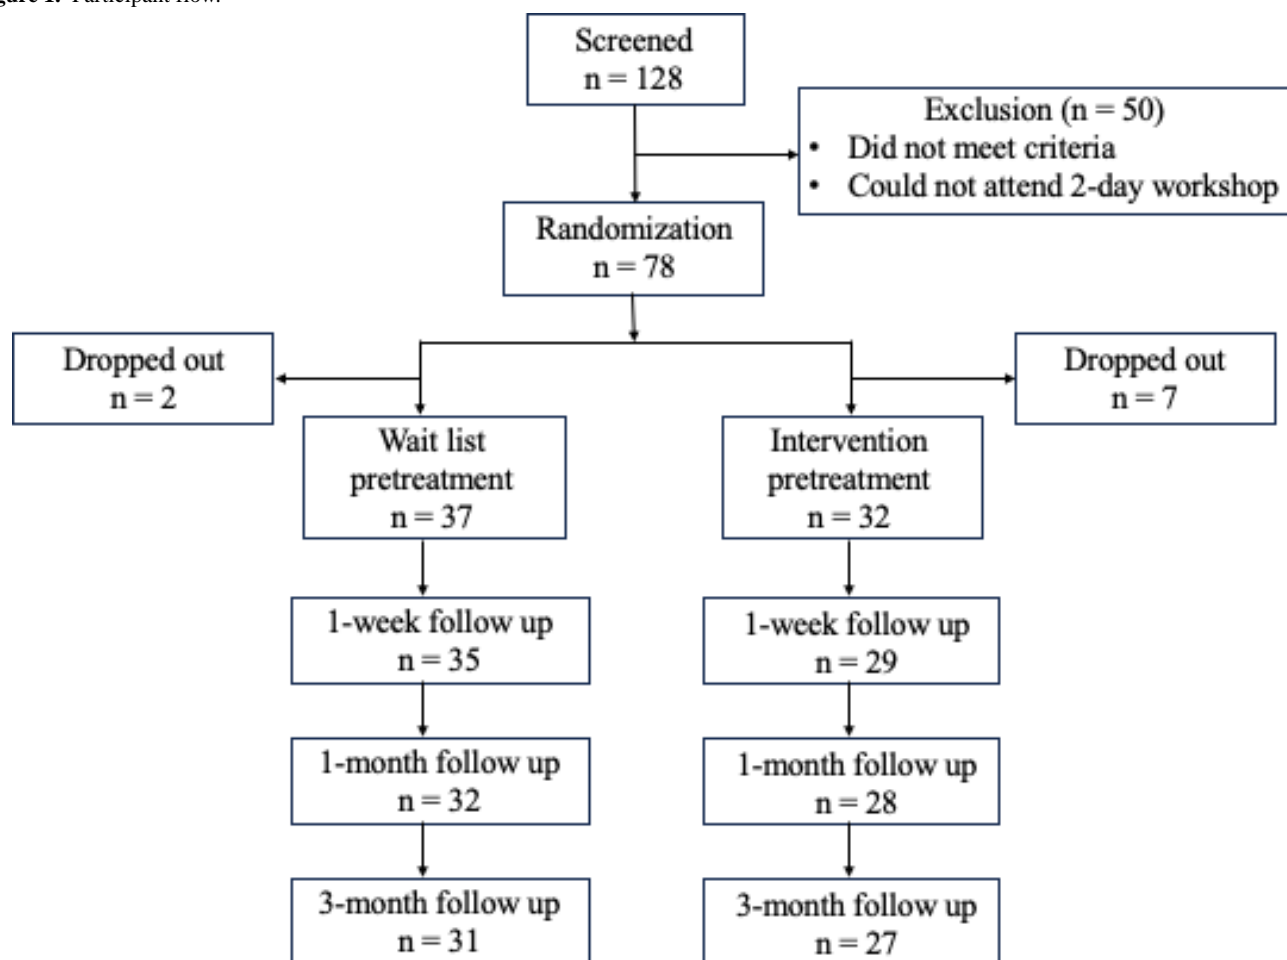 Screened
n = 128
Exclusion (n = 50)
• Did not meet criteria
• Could not attend 2-day workshop
Randomization
n = 78
Dropped out
n = 2
Dropped out
n = 7
Wait list
pretreatment
n = 37
Intervention
pretreatment
n = 32
1-week follow up
n = 35
1-week follow up
n = 29
1-month follow up
n = 32
1-month follow up
n = 28
3-month follow up
n = 31
3-month follow up
n = 27